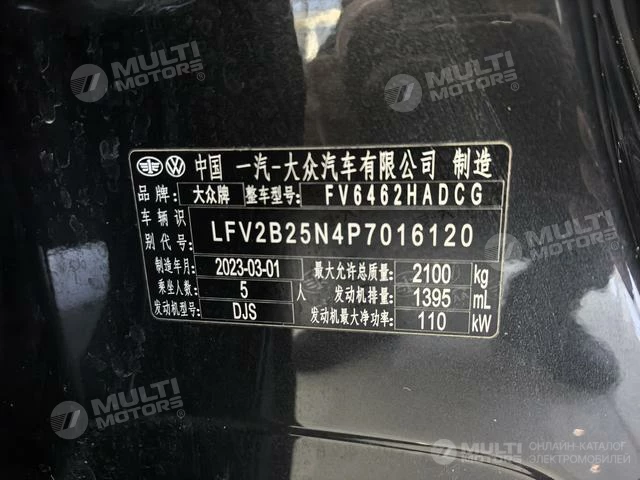 MULTI MOTORS
MULTI MOTORS
中国 一汽-大众汽车有限公司 制造
品牌: 大众牌 整车型号: FV6462HADCG
车辆识别代号: LFV2B25N4P7016120
制造年月: 2023-03-01 最大允许总质量: 2100 kg
乘坐人数: 5 人 发动机排量: 1395 mL
发动机型号: DJS 发动机最大净功率: 110 kW
MULTI MOTORS
MULTI MOTORS ОНЛАЙН-КАТАЛОГ ЭЛЕКТРОМОБИЛЕЙ